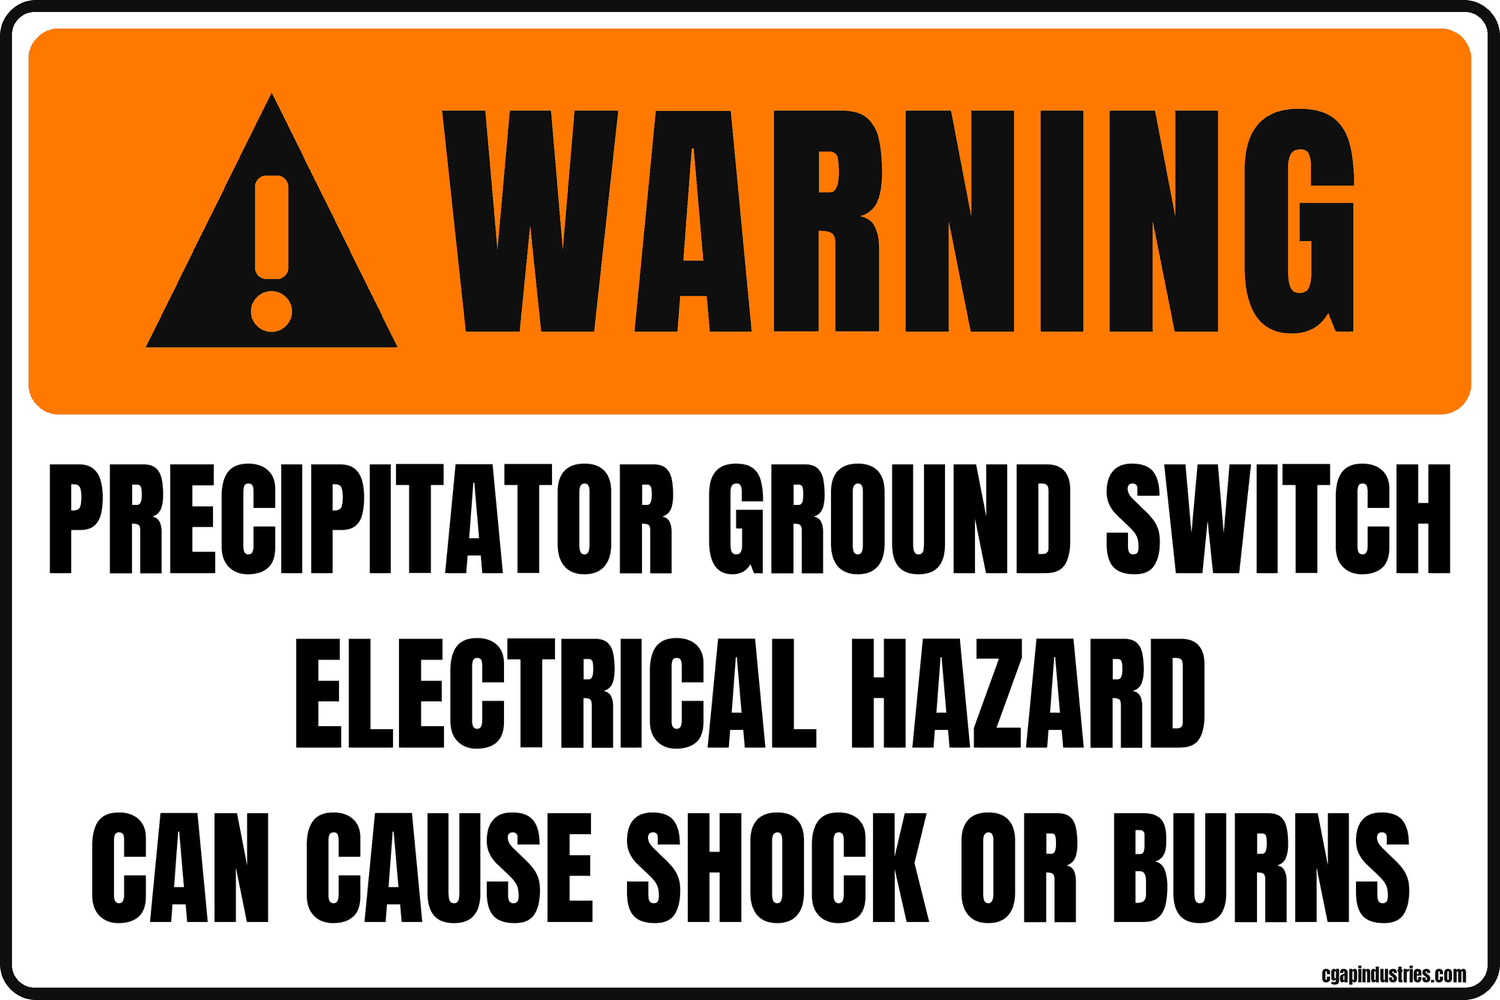 WARNING
PRECIPITATOR GROUND SWITCH
ELECTRICAL HAZARD
CAN CAUSE SHOCK OR BURNS
cgapindustries.com